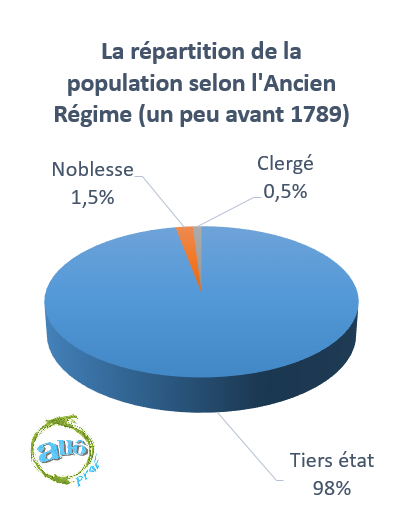 La répartition de la
population selon l'Ancien
Régime (un peu avant 1789)
Noblesse
1,5%
Clergé
0,5%
Tiers état
98%
allô
prof